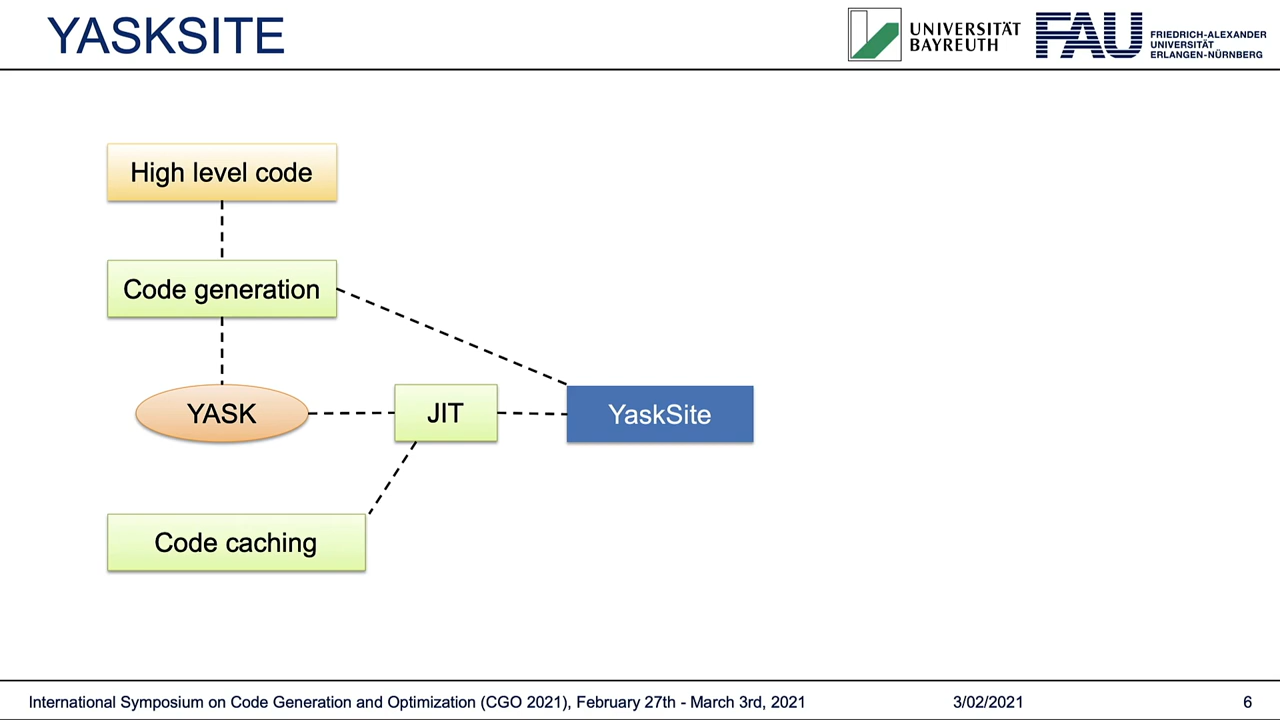 YASKSITE
UNIVERSITÄT
BAYREUTH
FAU
FRIEDRICH-ALEXANDER
UNIVERSITÄT
ERLANGEN-NÜRNBERG
High level code
Code generation
YASK
JIT
YaskSite
Code caching
International Symposium on Code Generation and Optimization (CGO 2021), February 27th - March 3rd, 2021
3/02/2021
6